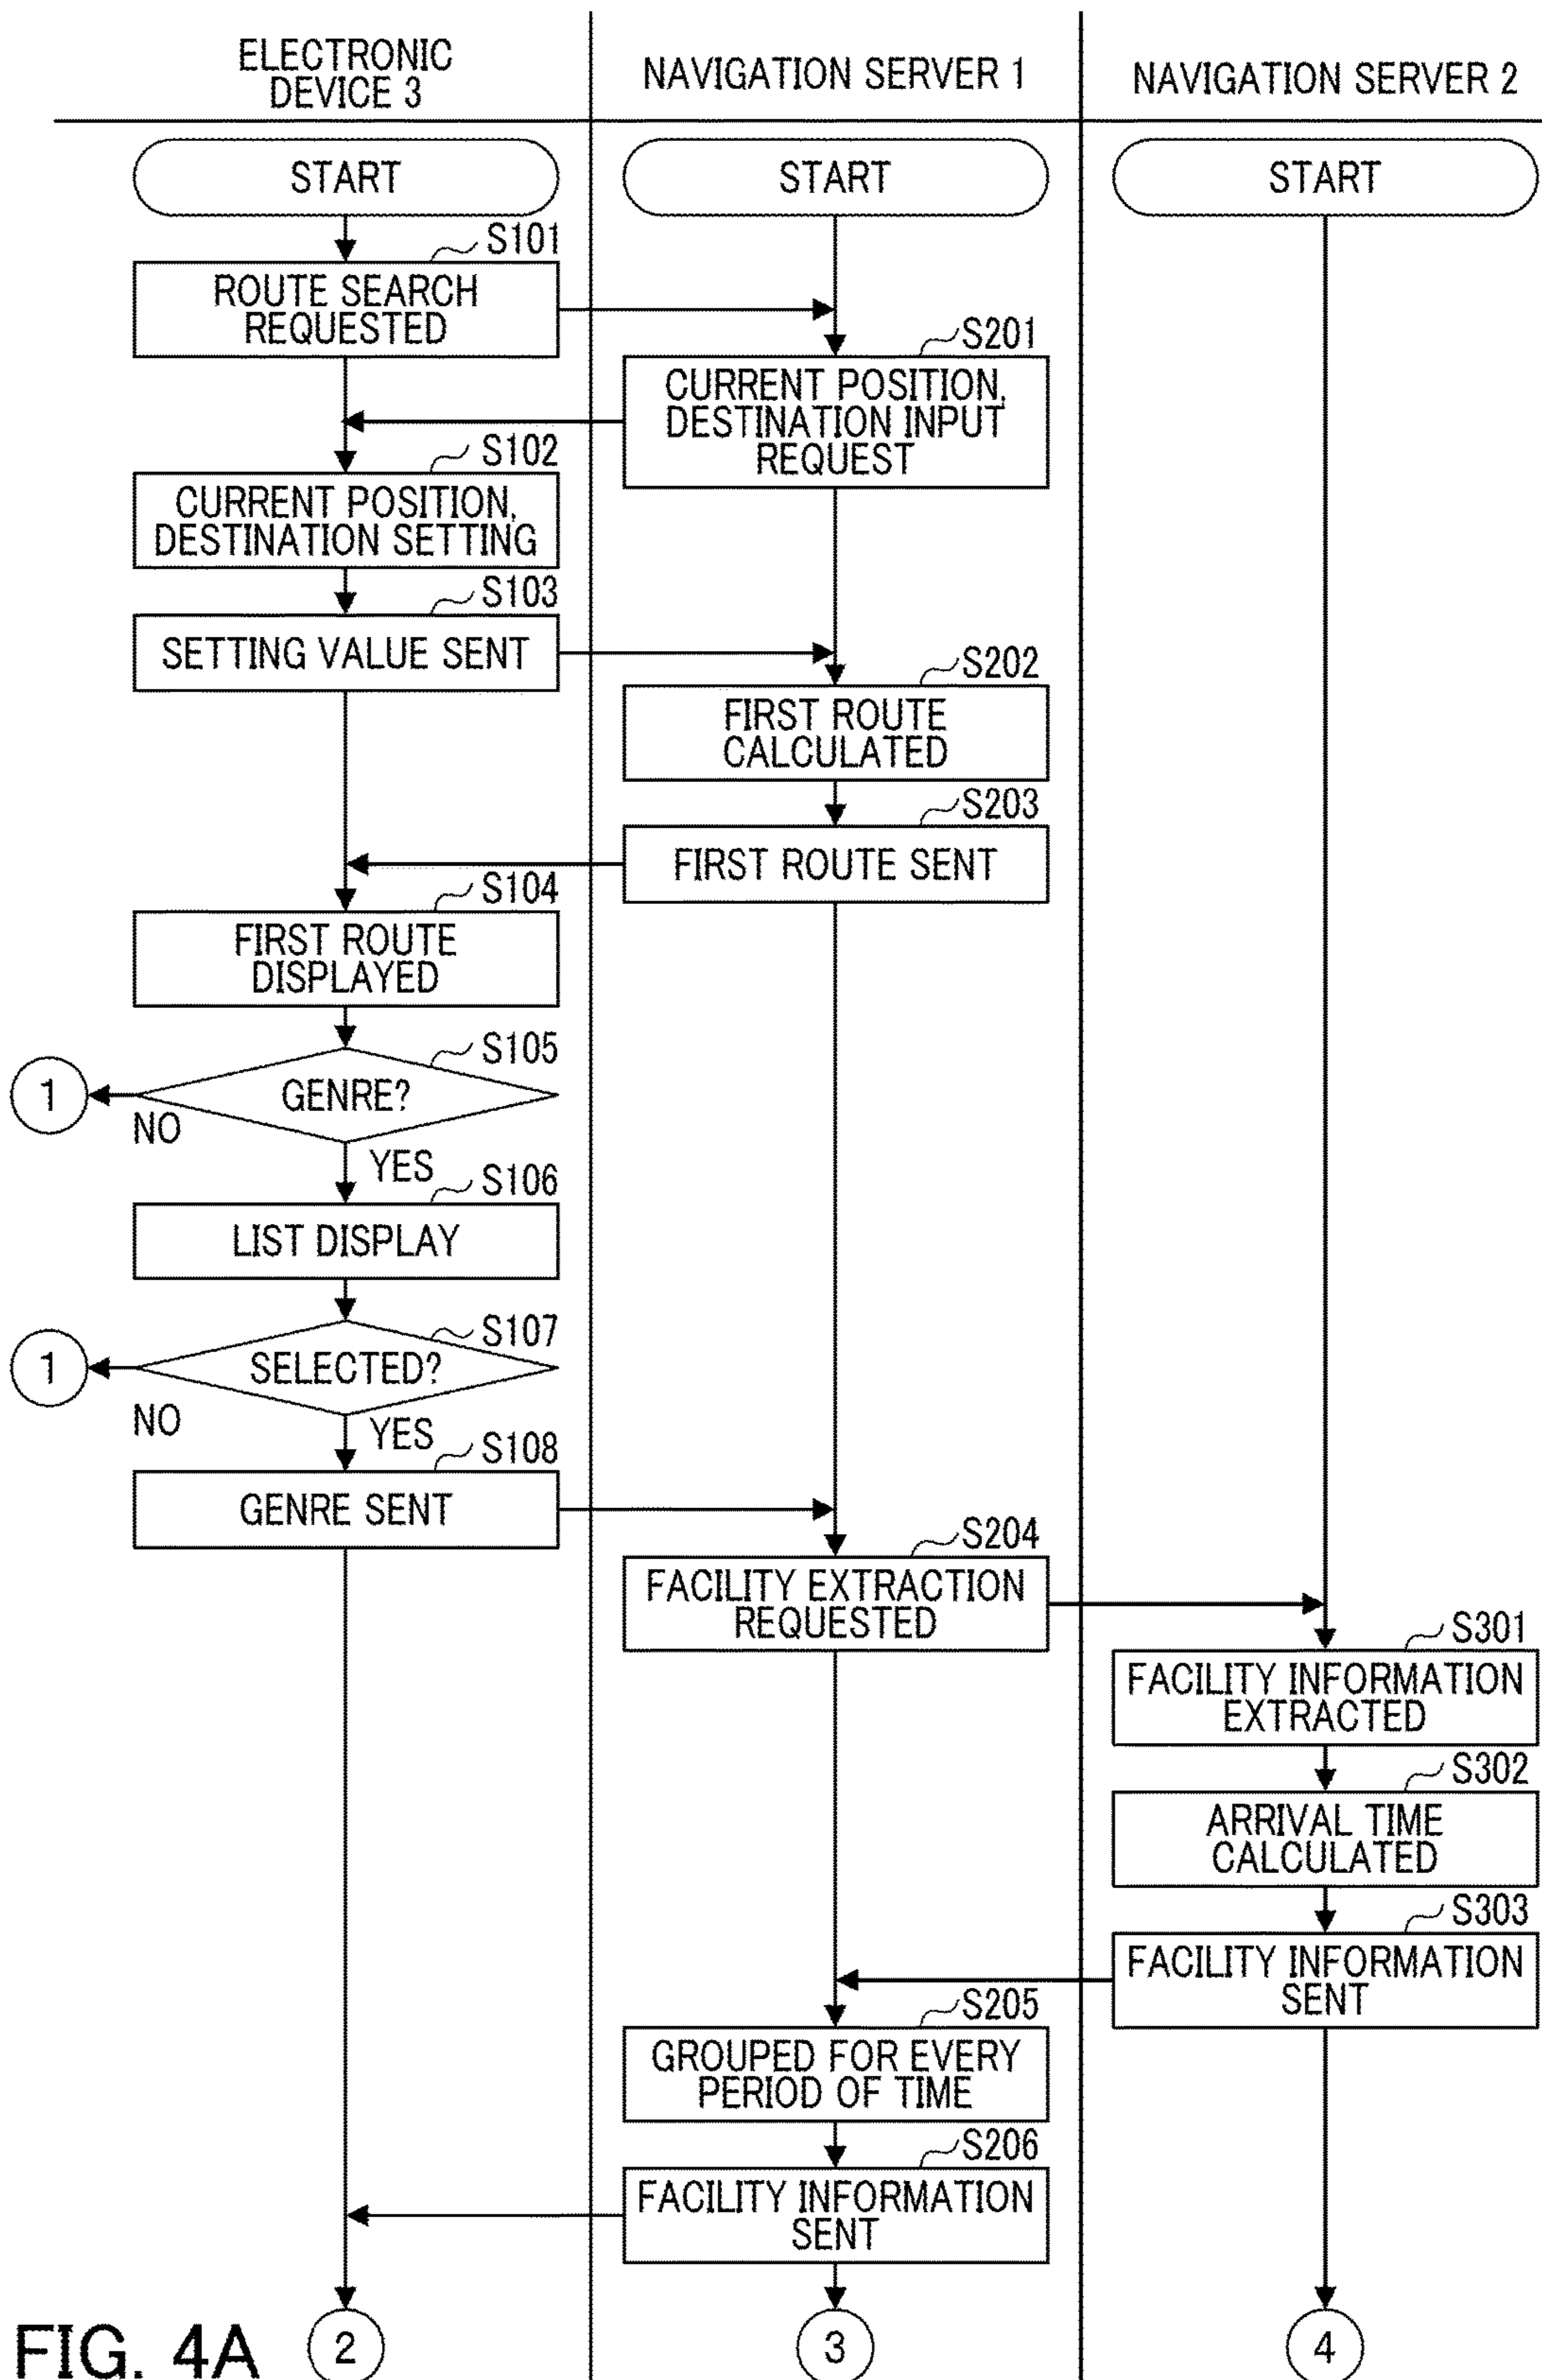 ELECTRONIC
DEVICE 3
NAVIGATION SERVER 1
NAVIGATION SERVER 2
START
START
START
S101
ROUTE SEARCH
REQUESTED
S201
CURRENT POSITION,
DESTINATION INPUT
REQUEST
S102
CURRENT POSITION,
DESTINATION SETTING
S103
SETTING VALUE SENT
S202
FIRST ROUTE
CALCULATED
S203
FIRST ROUTE SENT
S104
FIRST ROUTE
DISPLAYED
S105
GENRE?
1
NO
YES
S106
LIST DISPLAY
S107
SELECTED?
1
NO
YES
S108
GENRE SENT
S204
FACILITY EXTRACTION
REQUESTED
S301
FACILITY INFORMATION
EXTRACTED
S302
ARRIVAL TIME
CALCULATED
S303
FACILITY INFORMATION
SENT
S205
GROUPED FOR EVERY
PERIOD OF TIME
S206
FACILITY INFORMATION
SENT
2
3
4
FIG. 4A